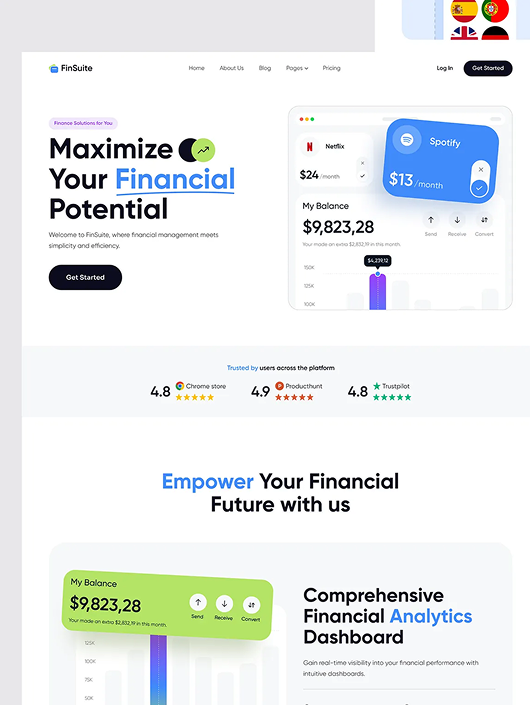 FinSuite
Home About Us Blog Pages Pricing
Log In Get Started
Finance Solutions for You
Maximize
Your Financial
Potential
Welcome to FinSuite, where financial management meets
simplicity and efficiency.
Get Started
N Netflix
$24/month
Spotify
$13/month
My Balance
$9,823,28
Your made an extra $2,832,19 in this month.
Send Receive Convert
$4,239,12
150K
125K
100K
Trusted by users across the platform
4.8 Chrome store
4.9 P Producthunt
4.8 Trustpilot
Empower Your Financial
Future with us
My Balance
$9,823,28
Your made an extra $2,832,19 in this month.
Send Receive Convert
125K
100K
75K
50K
Comprehensive
Financial Analytics
Dashboard
Gain real-time visibility into your financial performance with
intuitive dashboards.